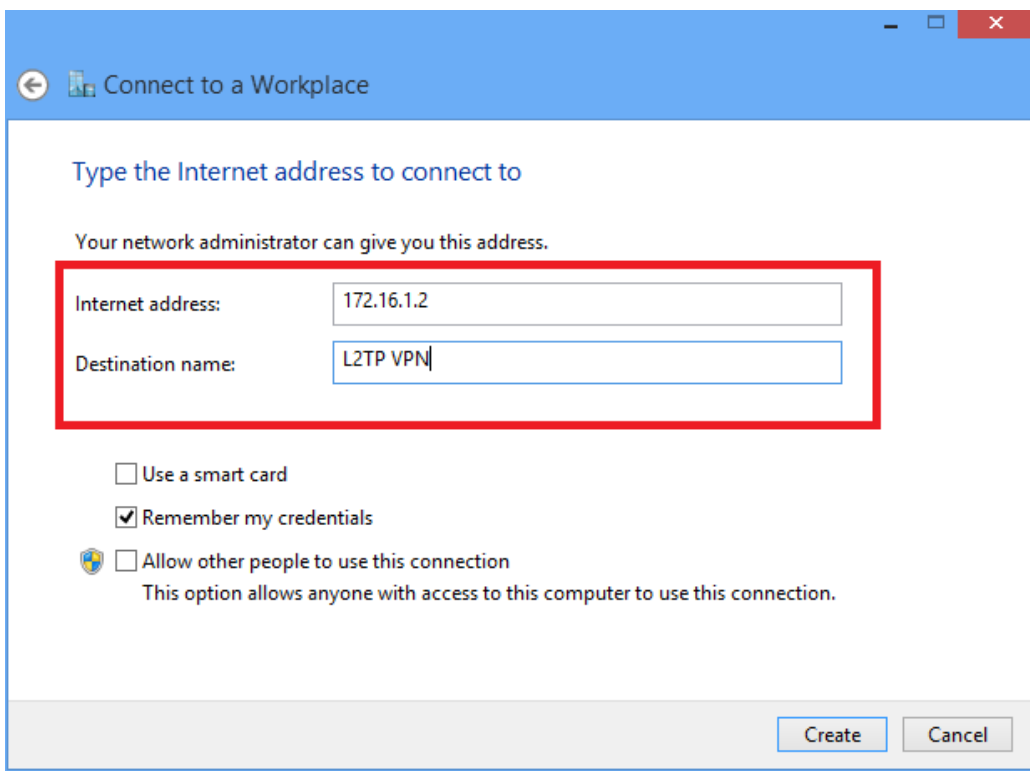 Connect to a Workplace
Type the Internet address to connect to
Your network administrator can give you this address.
Internet address: 172.16.1.2
Destination name: L2TP VPN
Use a smart card
Remember my credentials
Allow other people to use this connection
This option allows anyone with access to this computer to use this connection.
Create Cancel